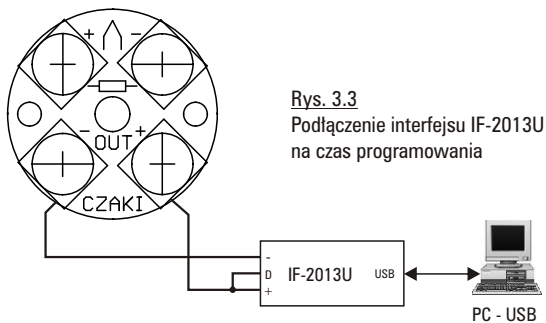 + -
- OUT +
CZAKI
Rys. 3.3
Podłączenie interfejsu IF-2013U
na czas programowania
-
D IF-2013U USB
+
PC - USB